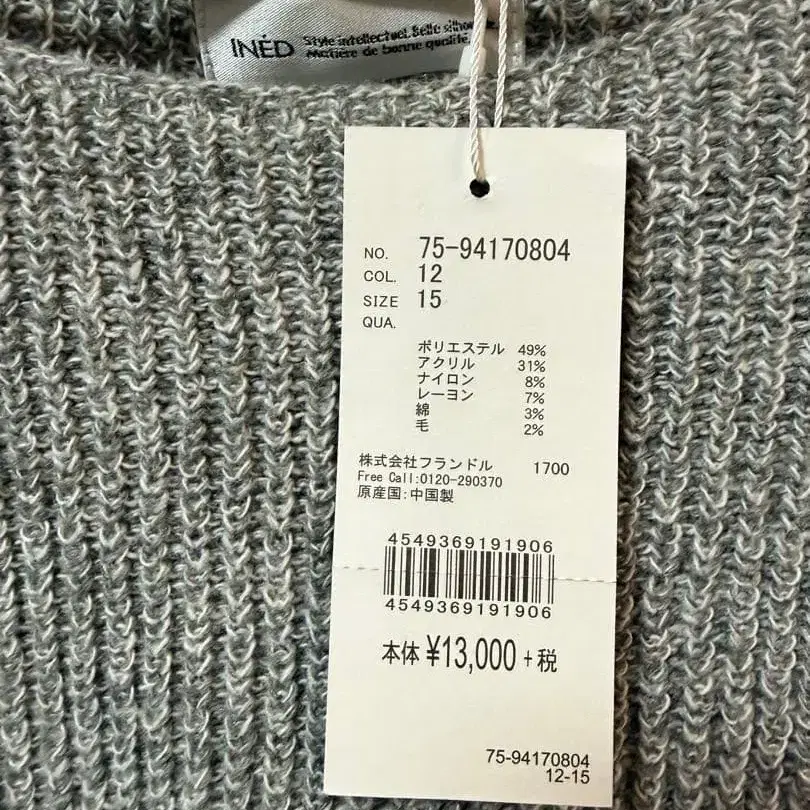 INÉD
Style intellectuel. Belle silhouette.
Matière de bonne qualité.
NO. 75-94170804
COL. 12
SIZE 15
QUA.
ポリエステル 49%
アクリル 31%
ナイロン 8%
レーヨン 7%
綿 3%
毛 2%
株式会社フランドル 1700
Free Call:0120-290370
原産国:中国製
4549369191906
4549369191906
本体 ¥13,000 +税
75-94170804
12-15